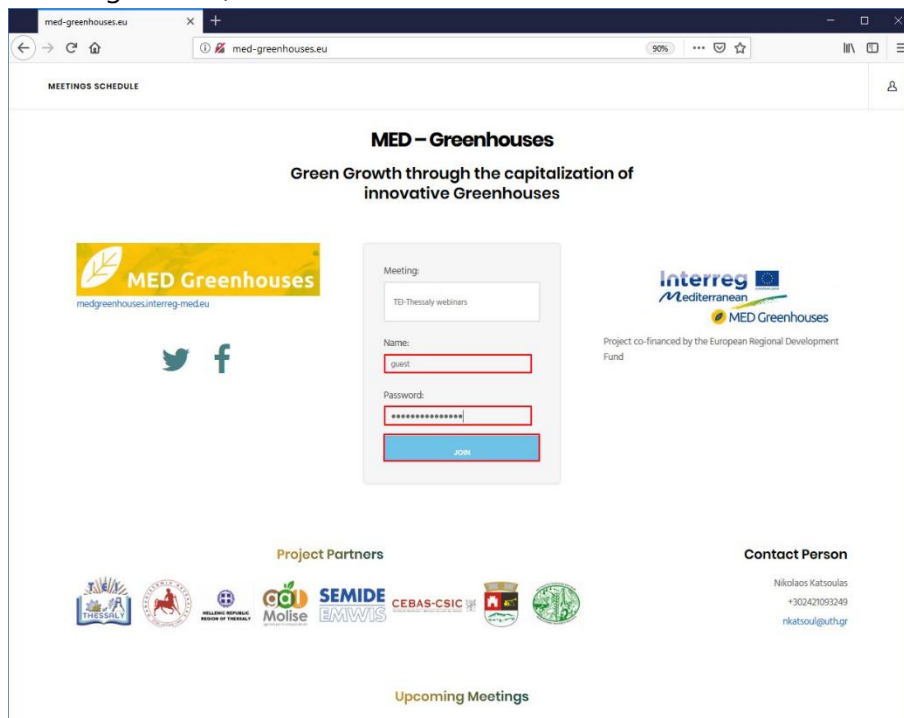 med-greenhouses.eu
med-greenhouses.eu
90%
MEETINGS SCHEDULE
MED – Greenhouses
Green Growth through the capitalization of
innovative Greenhouses
MED Greenhouses
medgreenhouses.interreg-med.eu
Meeting:
TEI-Thessaly webinars
Name:
guest
Password:
JOIN
Interreg
Mediterranean
MED Greenhouses
Project co-financed by the European Regional Development
Fund
Project Partners
T.E.I.
THESSALY
HELLENIC REPUBLIC
REGION OF THESSALY
gal
Molise
SEMIDE
EMWIS
CEBAS-CSIC
Contact Person
Nikolaos Katsoulas
+302421093249
nkatsoul@uth.gr
Upcoming Meetings